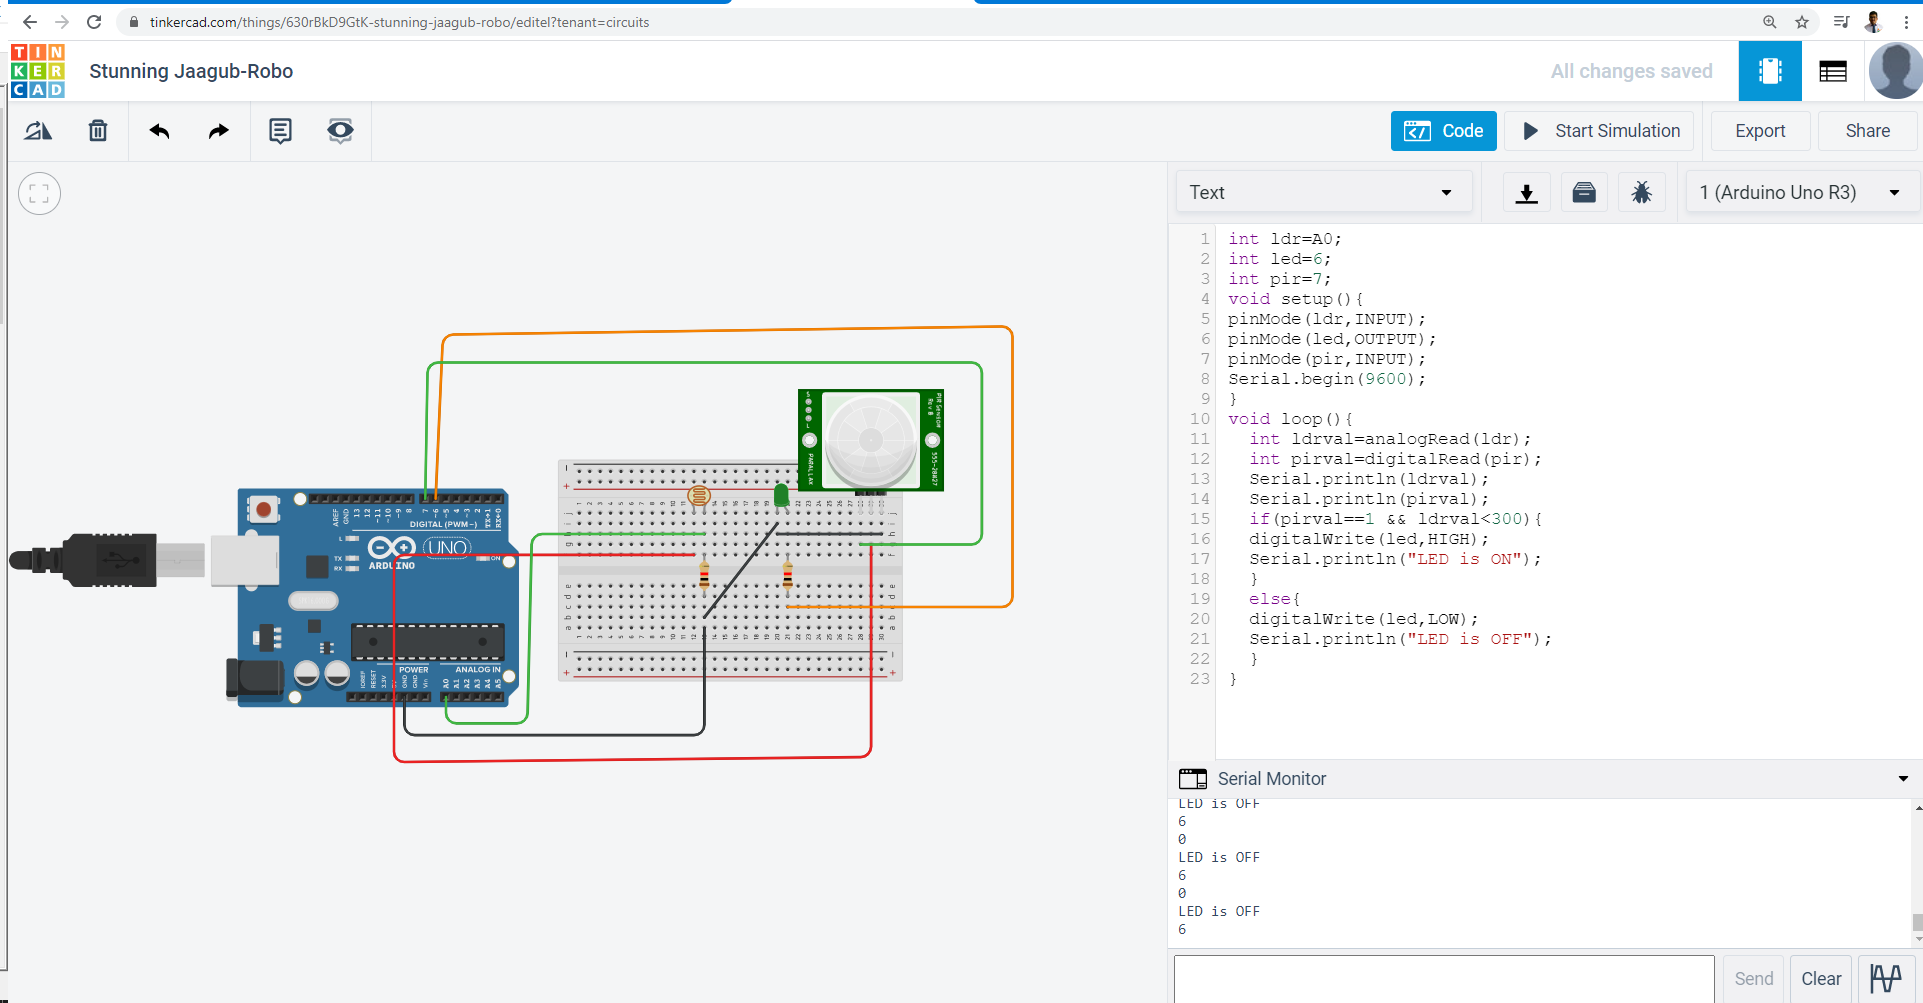 tinkercad.com/things/630rBkD9GtK-stunning-jaagub-robo/editel?tenant=circuits
TIN
KER
CAD
Stunning Jaagub-Robo
All changes saved
Code
Start Simulation
Export
Share
Text
1 (Arduino Uno R3)
1 int ldr=A0;
2 int led=6;
3 int pir=7;
4 void setup(){
5 pinMode(ldr,INPUT);
6 pinMode(led,OUTPUT);
7 pinMode(pir,INPUT);
8 Serial.begin(9600);
9 }
10 void loop(){
11 int ldrval=analogRead(ldr);
12 int pirval=digitalRead(pir);
13 Serial.println(ldrval);
14 Serial.println(pirval);
15 if(pirval==1 && ldrval<300){
16 digitalWrite(led,HIGH);
17 Serial.println("LED is ON");
18 }
19 else{
20 digitalWrite(led,LOW);
21 Serial.println("LED is OFF");
22 }
23 }
PIR Sensor
Rev B
PARALLAX
555-28027
AREF
GND
13
12
~11
~10
~9
8
7
~6
~5
4
~3
2
TX→1
RX←0
DIGITAL (PWM~)
L
TX
RX
UNO
ON
ARDUINO
POWER
ANALOG IN
IOREF
RESET
3.3V
GND
GND
Vin
A0
A1
A2
A3
A4
A5
Serial Monitor
LED is OFF
6
0
LED is OFF
6
0
LED is OFF
6
Send
Clear